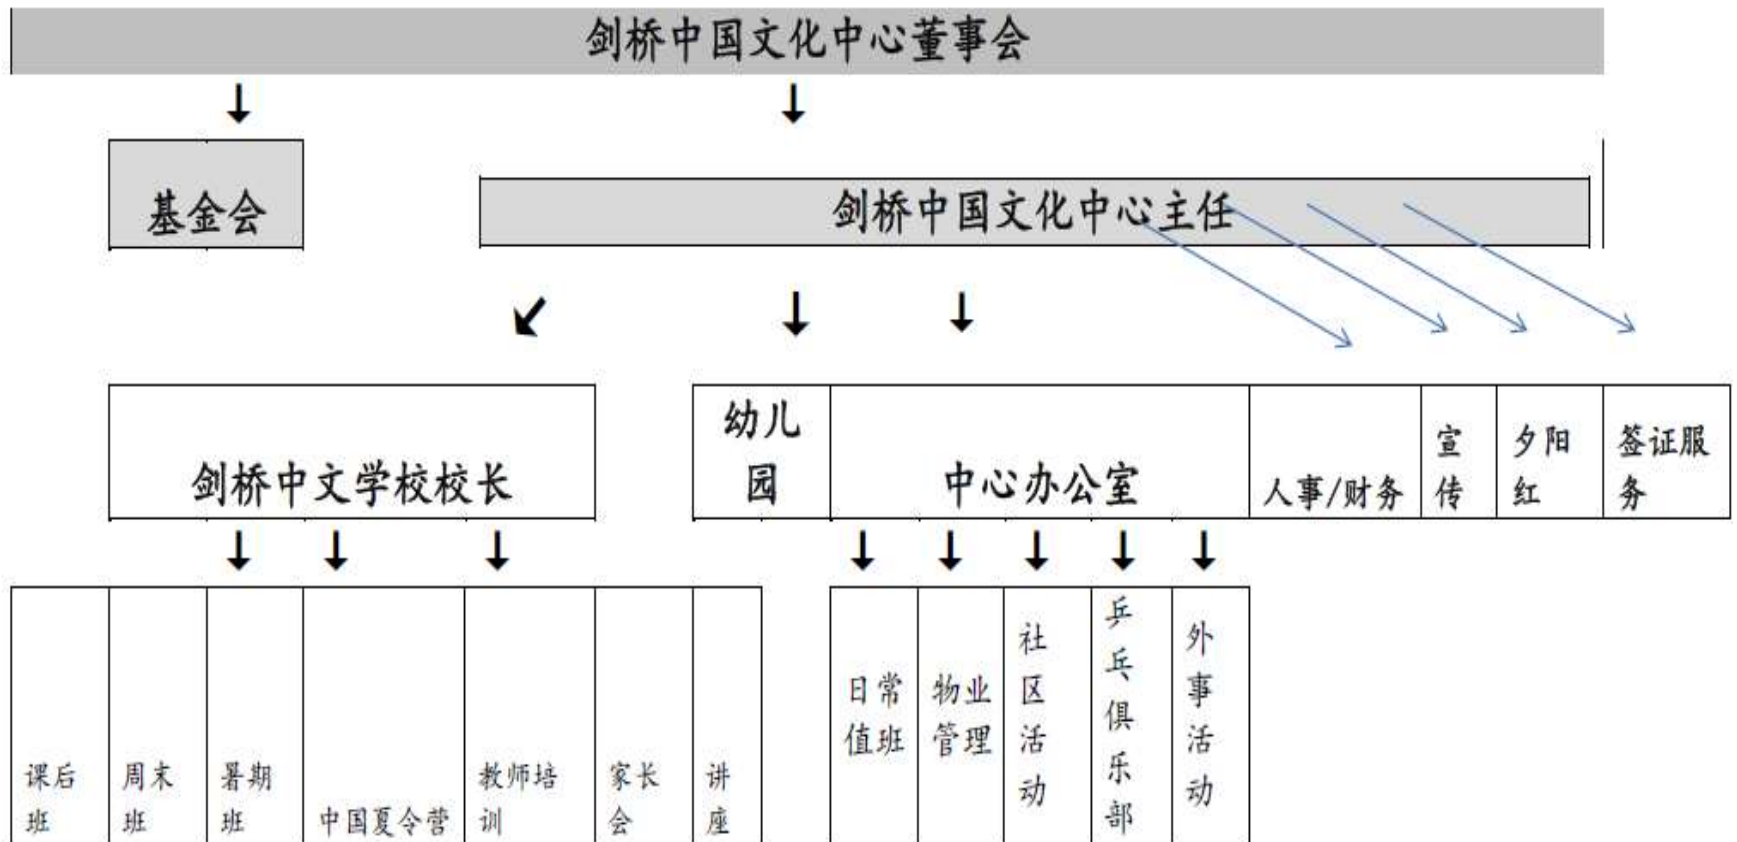 剑桥中国文化中心董事会
基金会
剑桥中国文化中心主任
剑桥中文学校校长
幼儿
园
中心办公室
人事/财务
宣
传
夕阳
红
签证服
务
课后
班
周末
班
暑期
班
中国夏令营
教师培
训
家长
会
讲
座
日常
值班
物业
管理
社
区
活
动
乒
乓
俱
乐
部
外
事
活
动